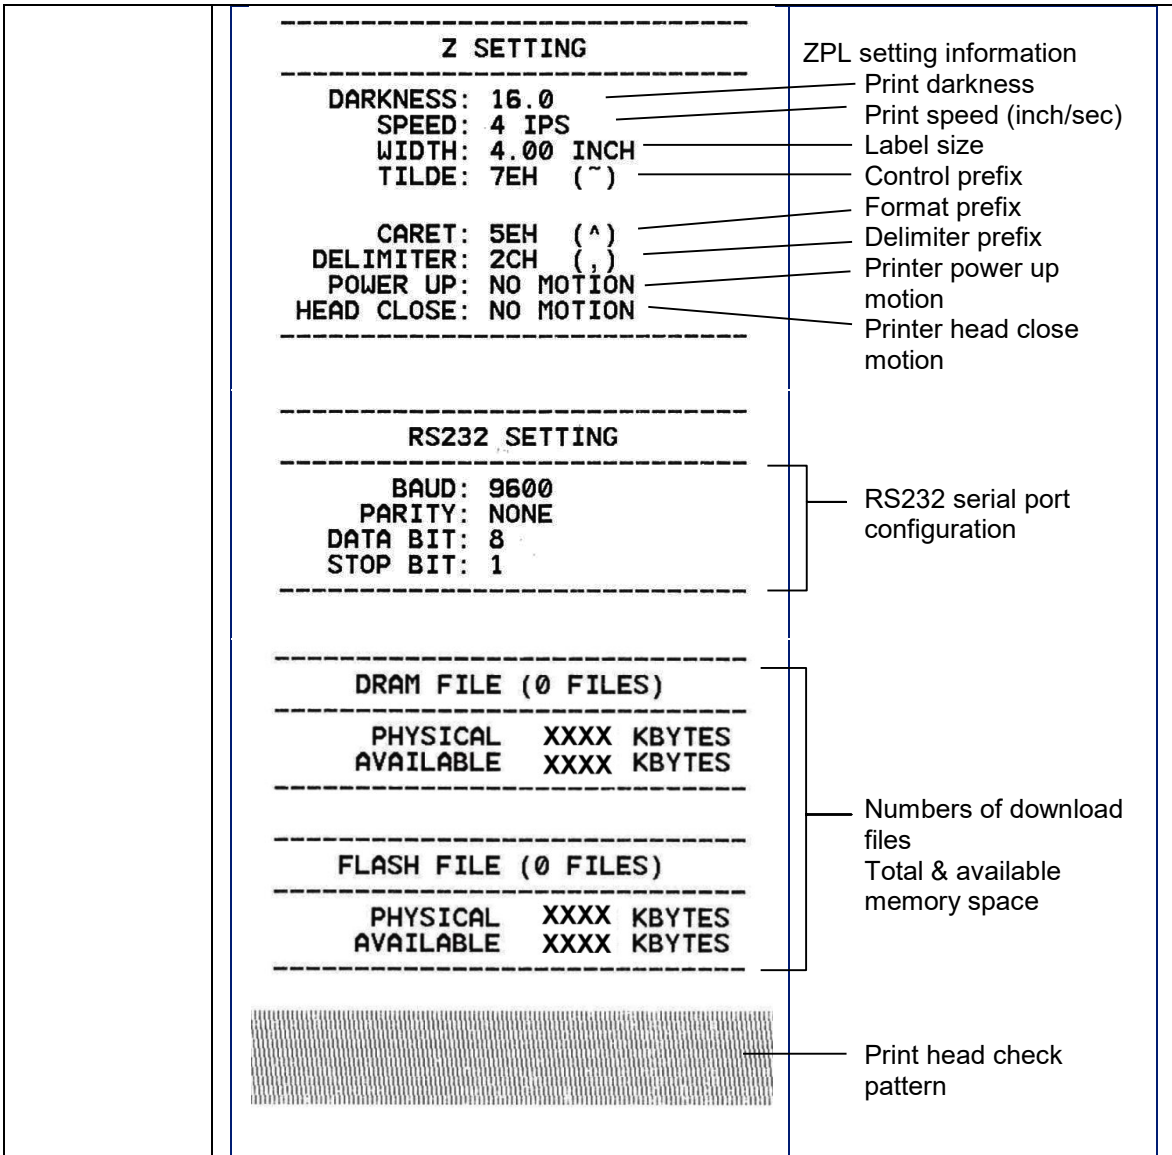 Z SETTING
DARKNESS: 16.0
SPEED: 4 IPS
WIDTH: 4.00 INCH
TILDE: 7EH (~)
CARET: 5EH (^)
DELIMITER: 2CH (,)
POWER UP: NO MOTION
HEAD CLOSE: NO MOTION
ZPL setting information
Print darkness
Print speed (inch/sec)
Label size
Control prefix
Format prefix
Delimiter prefix
Printer power up
motion
Printer head close
motion
RS232 SETTING
BAUD: 9600
PARITY: NONE
DATA BIT: 8
STOP BIT: 1
RS232 serial port
configuration
DRAM FILE (0 FILES)
PHYSICAL XXXX KBYTES
AVAILABLE XXXX KBYTES
FLASH FILE (0 FILES)
PHYSICAL XXXX KBYTES
AVAILABLE XXXX KBYTES
Numbers of download
files
Total & available
memory space
Print head check
pattern